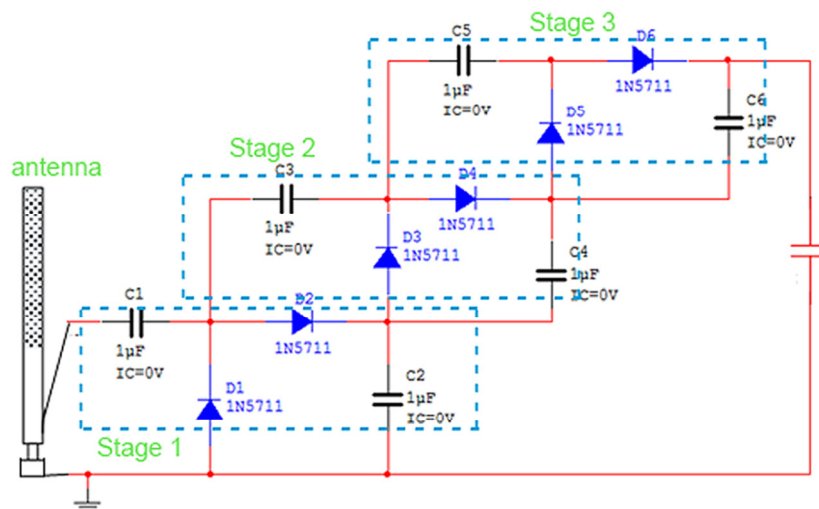 Stage 3
C5
1µF
IC=0V
D6
1N5711
D5
1N5711
C6
1µF
IC=0V
Stage 2
antenna
C3
1µF
IC=0V
D4
1N5711
D3
1N5711
C4
1µF
IC=0V
C1
1µF
IC=0V
D2
1N5711
D1
1N5711
C2
1µF
IC=0V
Stage 1